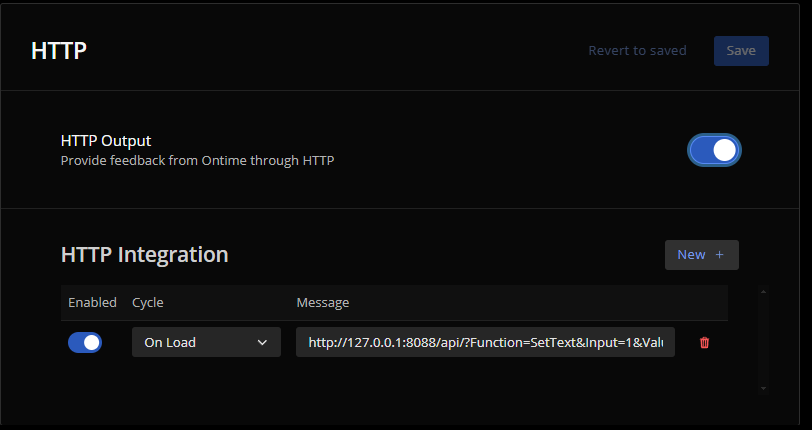 HTTP
Revert to saved
Save
HTTP Output
Provide feedback from Ontime through HTTP
HTTP Integration
New +
Enabled Cycle Message
On Load http://127.0.0.1:8088/api/?Function=SetText&Input=1&Valu